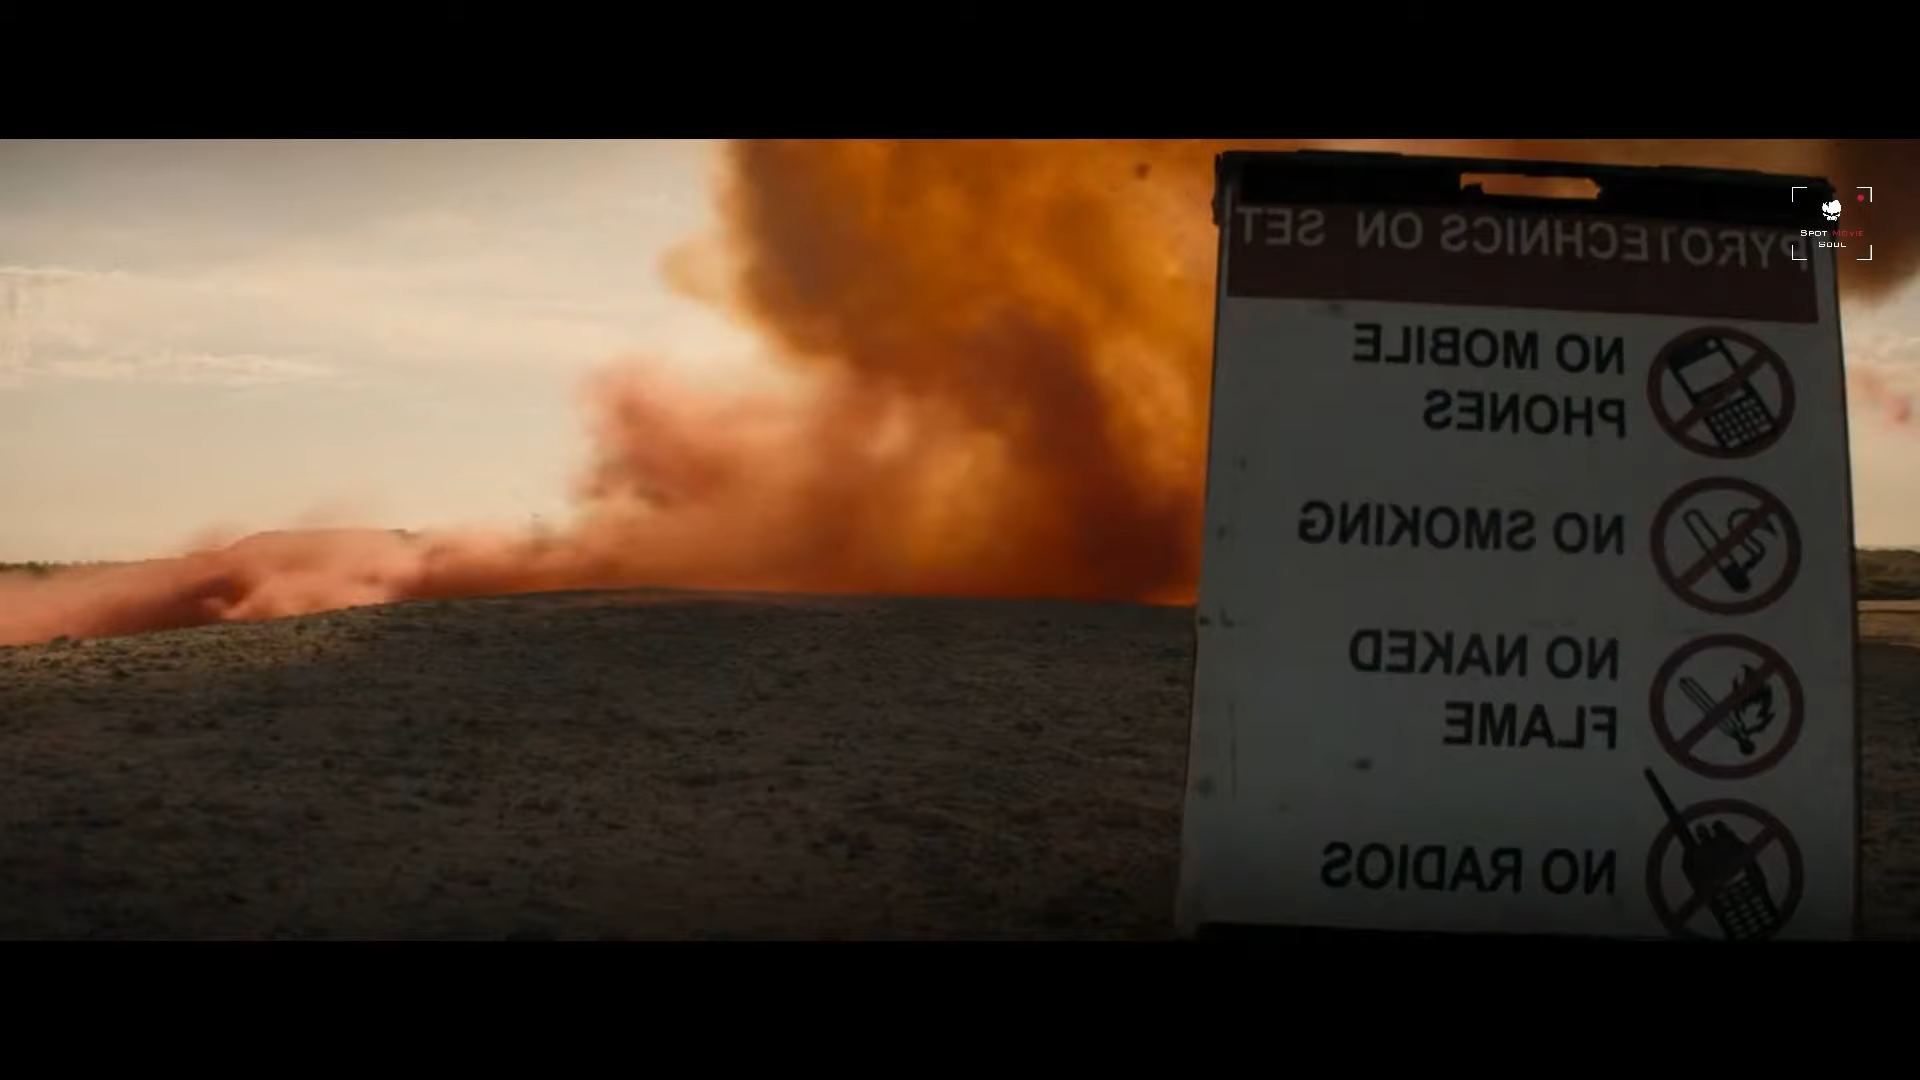 PYROTECHNICS ON SET
NO MOBILE
PHONES
NO SMOKING
NO NAKED
FLAME
NO RADIOS
SPOT MOVIE
SOUL